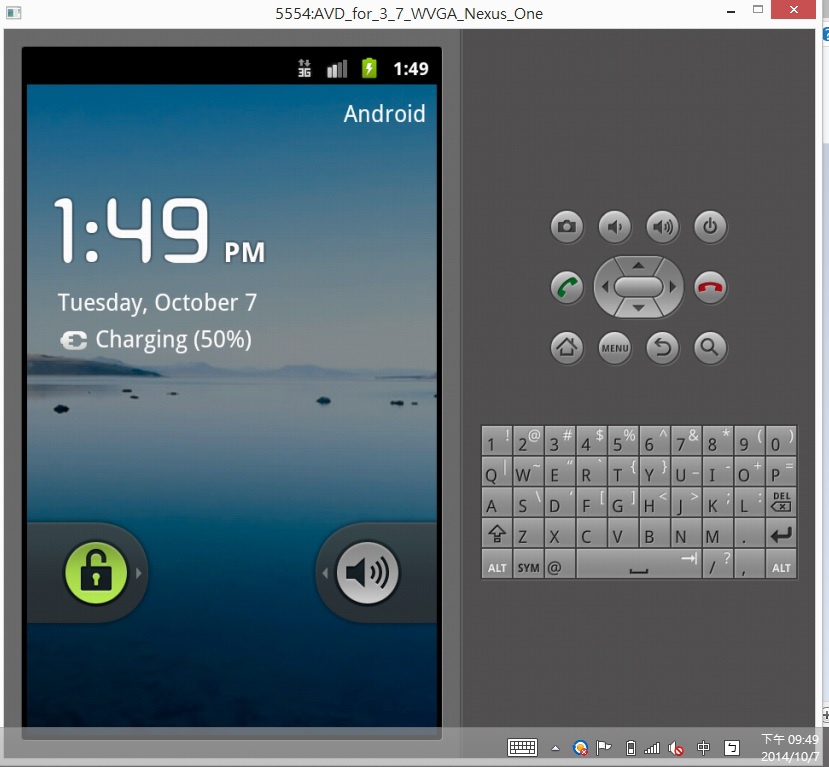 5554:AVD_for_3_7_WVGA_Nexus_One
3G 1:49
Android
1:49 PM
Tuesday, October 7
Charging (50%)
MENU
1 ! 2 @ 3 # 4 $ 5 % 6 ^ 7 & 8 * 9 ( 0 )
Q | W ~ E " R ` T { Y } U _ I - O + P =
A S \ D ' F [ G ] H < J > K ; L : DEL
Z X C V B N M .
ALT SYM @ / ? , ALT
中
下午 09:49
2014/10/7